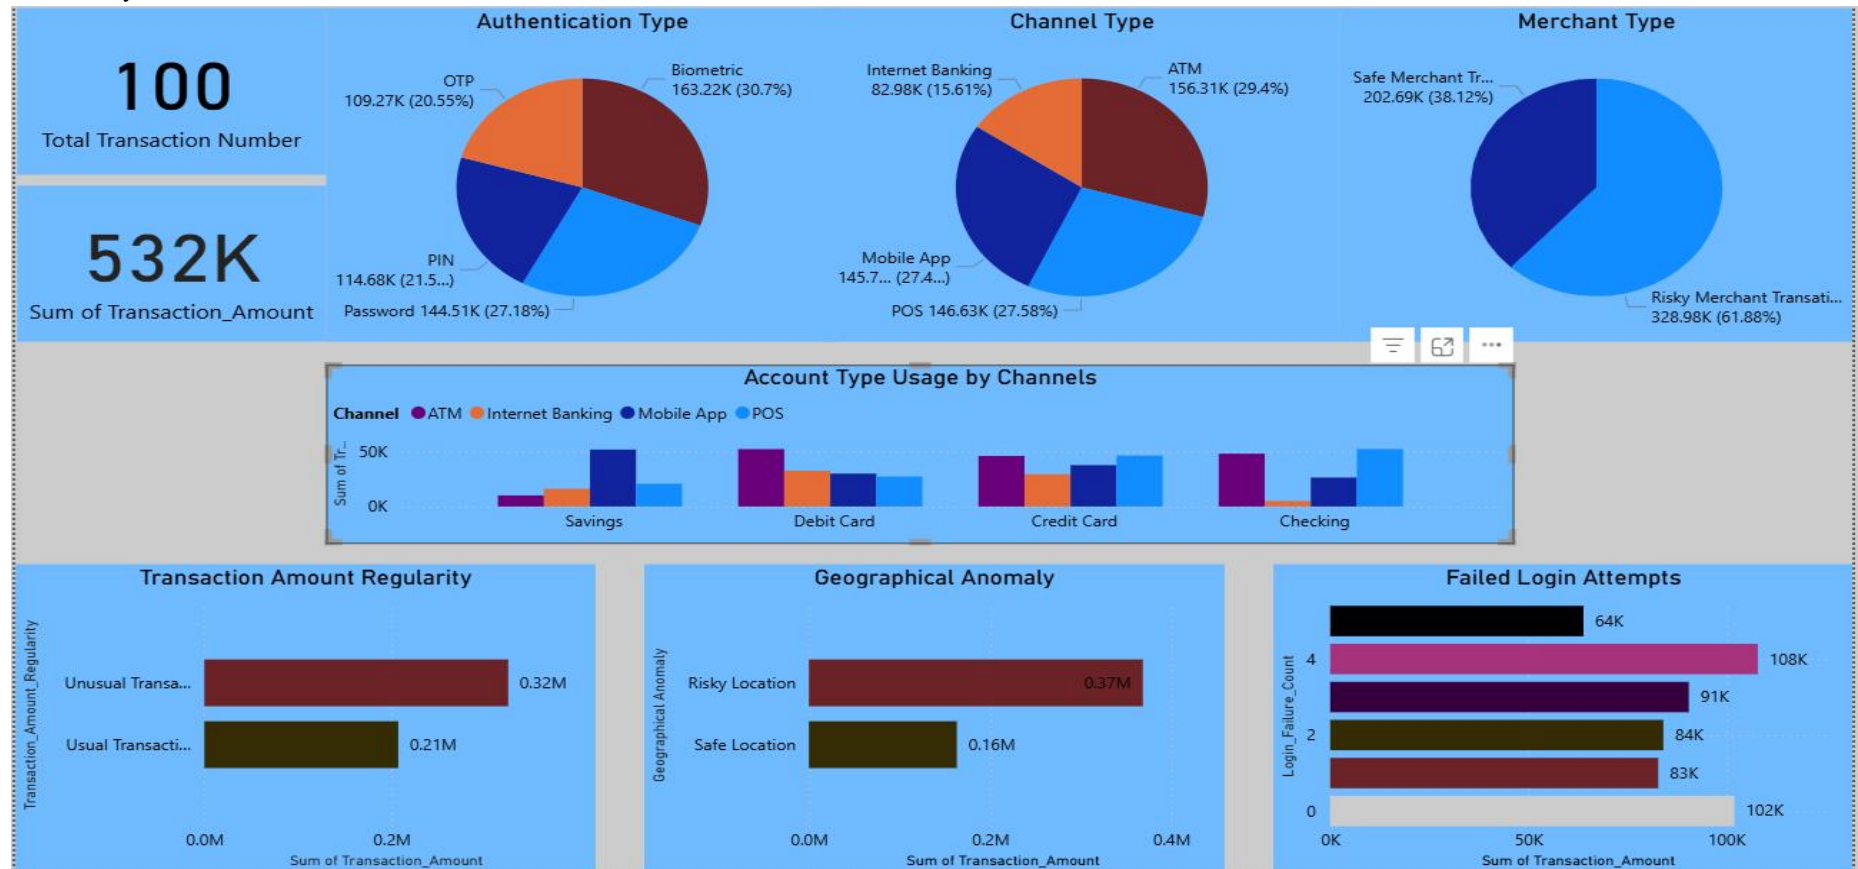 100
Total Transaction Number
532K
Sum of Transaction_Amount
Authentication Type
OTP
109.27K (20.55%)
Biometric
163.22K (30.7%)
PIN
114.68K (21.5...)
Password 144.51K (27.18%)
Channel Type
Internet Banking
82.98K (15.61%)
ATM
156.31K (29.4%)
Mobile App
145.7... (27.4...)
POS 146.63K (27.58%)
Merchant Type
Safe Merchant Tr...
202.69K (38.12%)
Risky Merchant Transati...
328.98K (61.88%)
Account Type Usage by Channels
Channel ATM Internet Banking Mobile App POS
Sum of Tr...
50K
0K
Savings Debit Card Credit Card Checking
Transaction Amount Regularity
Transaction_Amount_Regularity
Unusual Transa... 0.32M
Usual Transacti... 0.21M
0.0M 0.2M
Sum of Transaction_Amount
Geographical Anomaly
Geographical Anomaly
Risky Location 0.37M
Safe Location 0.16M
0.0M 0.2M 0.4M
Sum of Transaction_Amount
Failed Login Attempts
Login_Failure_Count
64K
4 108K
91K
2 84K
83K
0 102K
0K 50K 100K
Sum of Transaction_Amount